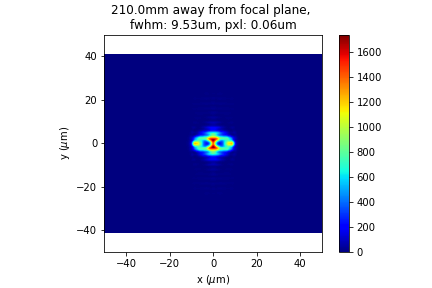 210.0mm away from focal plane,
fwhm: 9.53um, pxl: 0.06um
40
20
0
−20
−40
y (μm)
−40 −20 0 20 40
x (μm)
1600
1400
1200
1000
800
600
400
200
0